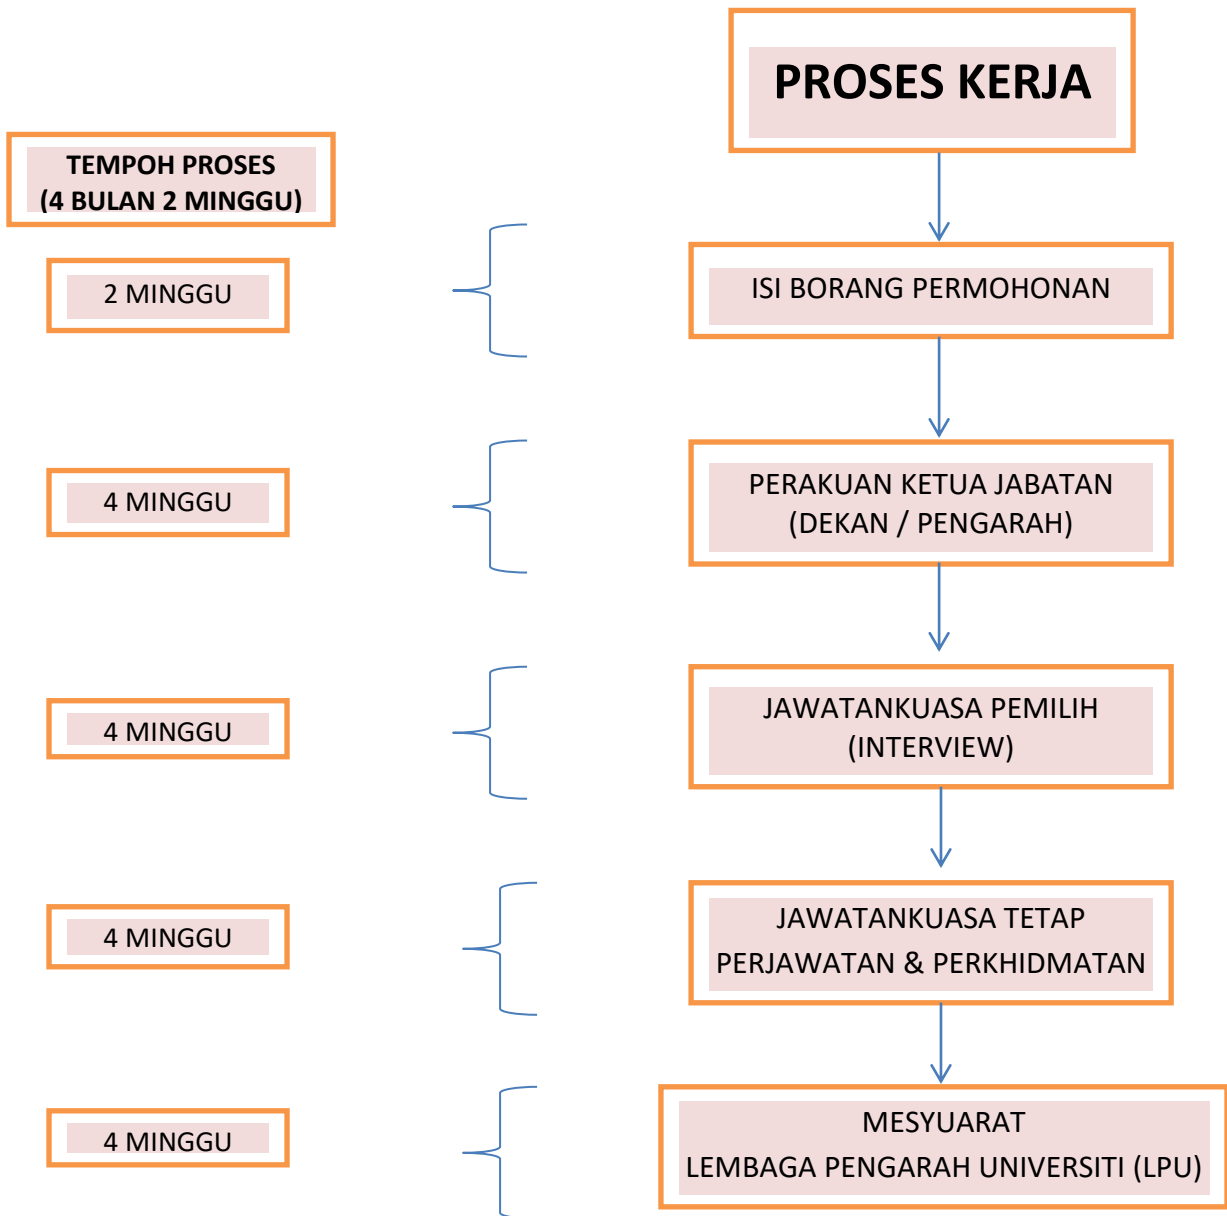 PROSES KERJA
TEMPOH PROSES
(4 BULAN 2 MINGGU)
2 MINGGU
ISI BORANG PERMOHONAN
4 MINGGU
PERAKUAN KETUA JABATAN
(DEKAN / PENGARAH)
4 MINGGU
JAWATANKUASA PEMILIH
(INTERVIEW)
4 MINGGU
JAWATANKUASA TETAP
PERJAWATAN & PERKHIDMATAN
4 MINGGU
MESYUARAT
LEMBAGA PENGARAH UNIVERSITI (LPU)